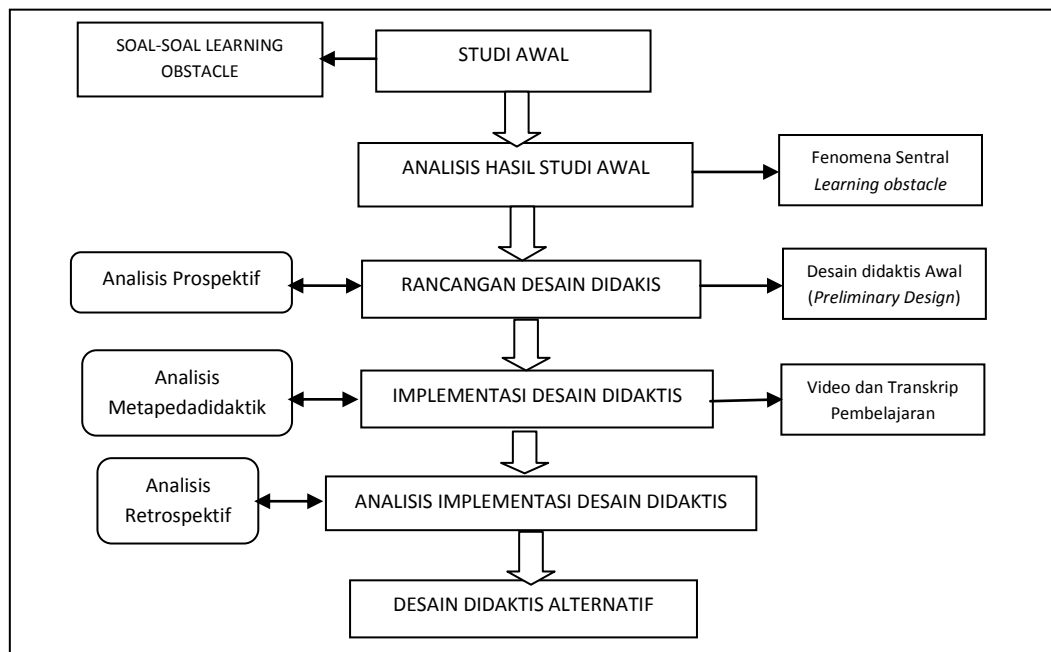 SOAL-SOAL LEARNING
OBSTACLE
STUDI AWAL
ANALISIS HASIL STUDI AWAL
Fenomena Sentral
Learning obstacle
Analisis Prospektif
RANCANGAN DESAIN DIDAKIS
Desain didaktis Awal
(Preliminary Design)
Analisis
Metapedadidaktik
IMPLEMENTASI DESAIN DIDAKTIS
Video dan Transkrip
Pembelajaran
Analisis
Retrospektif
ANALISIS IMPLEMENTASI DESAIN DIDAKTIS
DESAIN DIDAKTIS ALTERNATIF